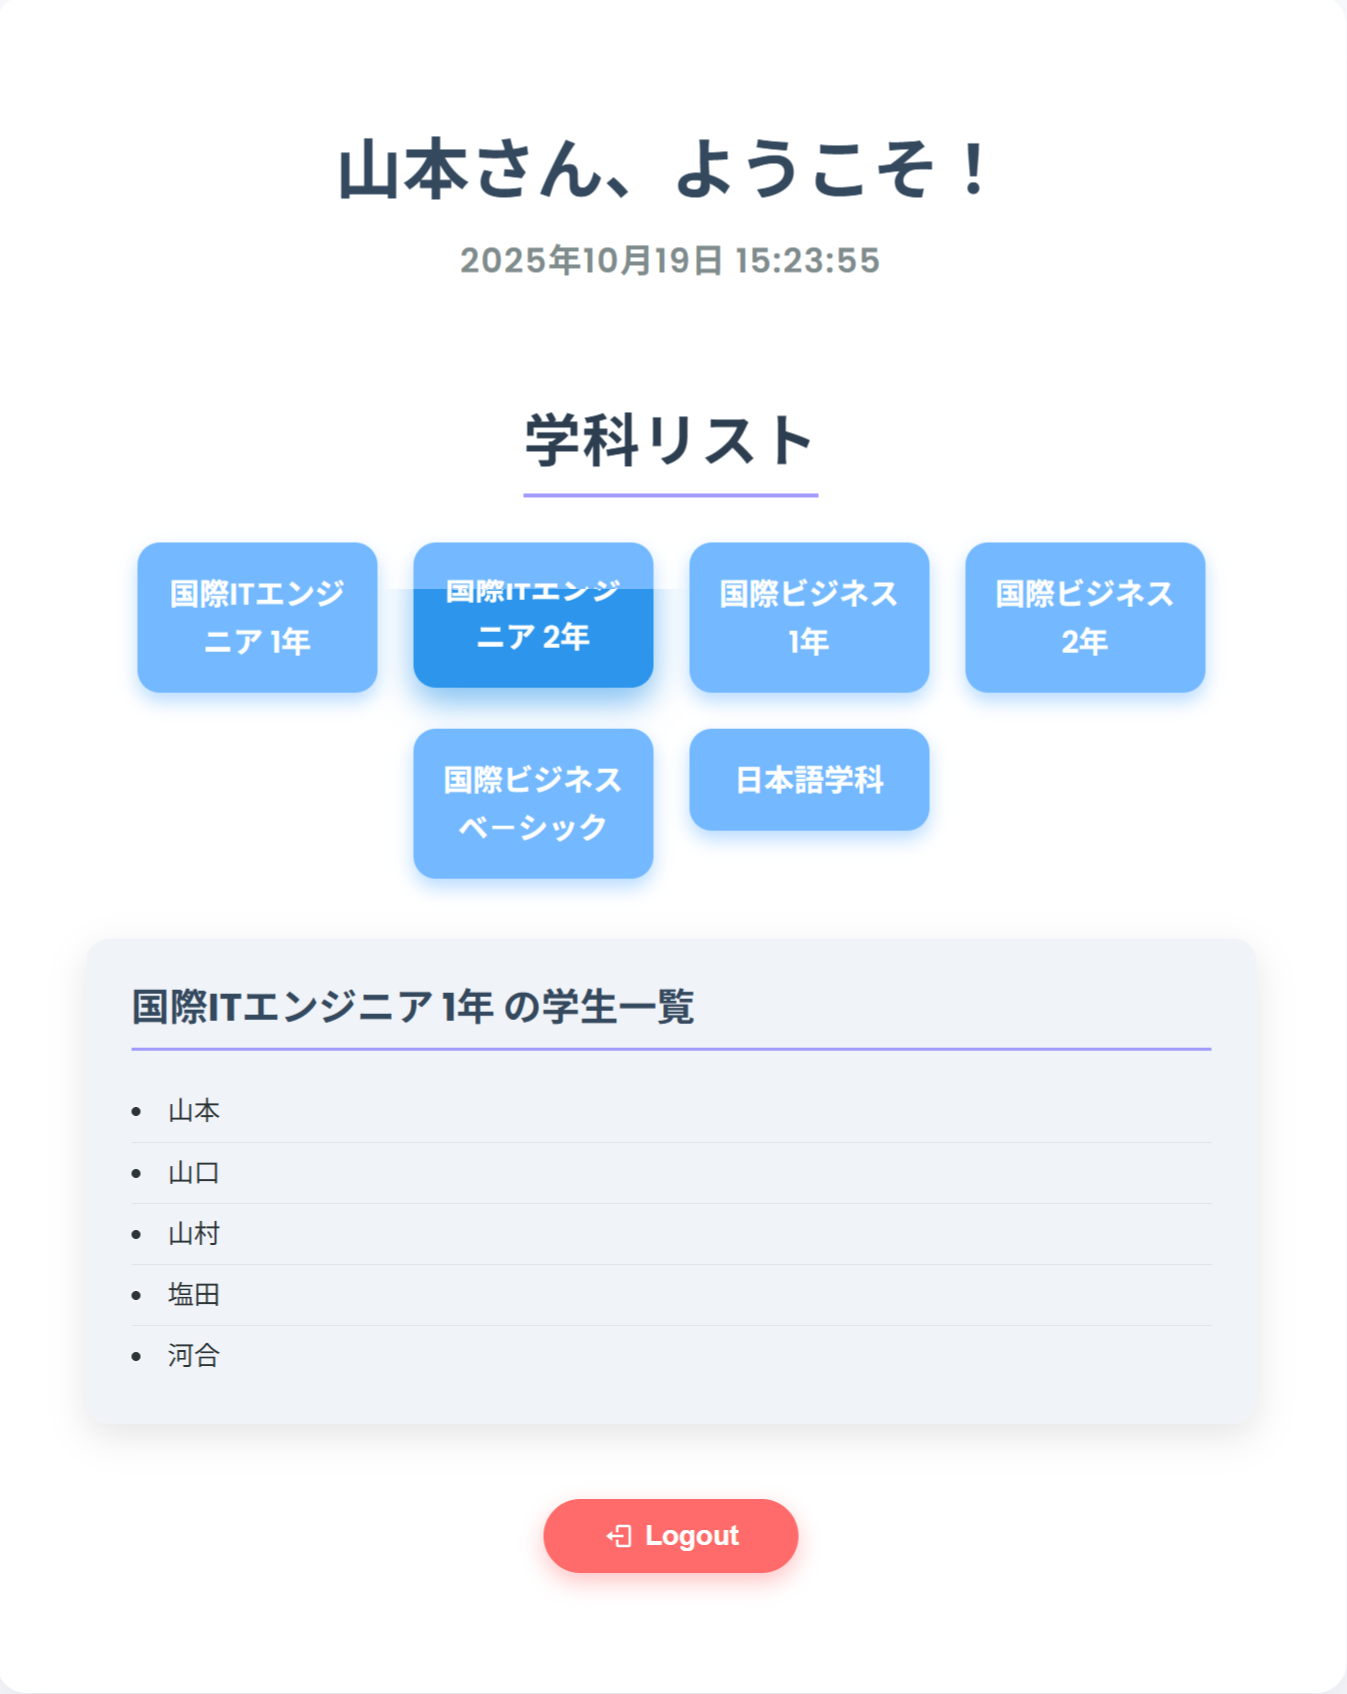 山本さん、ようこそ！
2025年10月19日 15:23:55
学科リスト
国際ITエンジ
ニア 1年
国際ITエンジ
ニア 2年
国際ビジネス
1年
国際ビジネス
2年
国際ビジネス
ベーシック
日本語学科
国際ITエンジニア 1年 の学生一覧
山本
山口
山村
塩田
河合
Logout